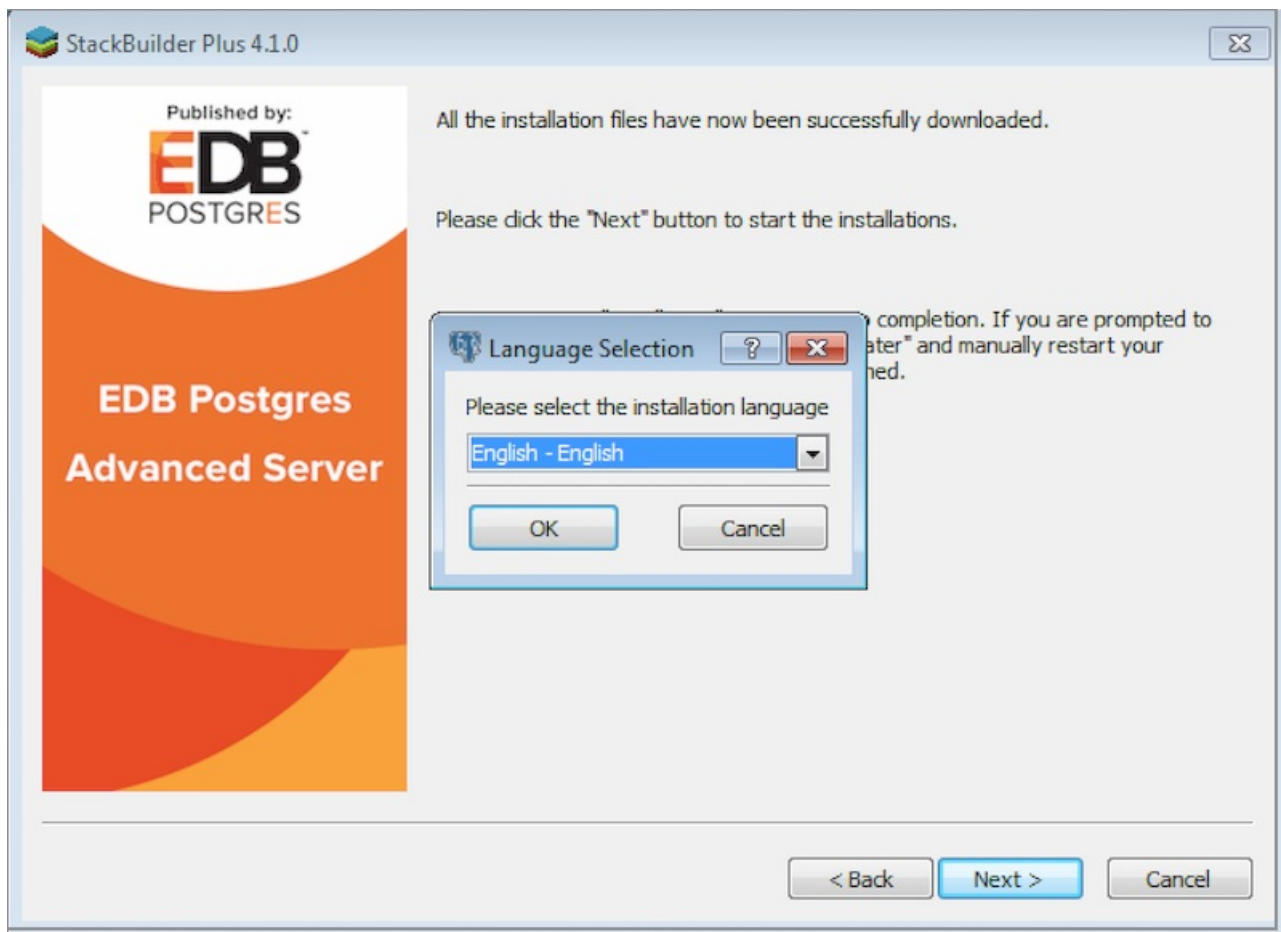 StackBuilder Plus 4.1.0
Published by:
EDB™
POSTGRES
EDB Postgres
Advanced Server
All the installation files have now been successfully downloaded.
Please click the "Next" button to start the installations.
completion. If you are prompted to
ater" and manually restart your
hed.
Language Selection
?
Please select the installation language
English - English
OK
Cancel
< Back
Next >
Cancel